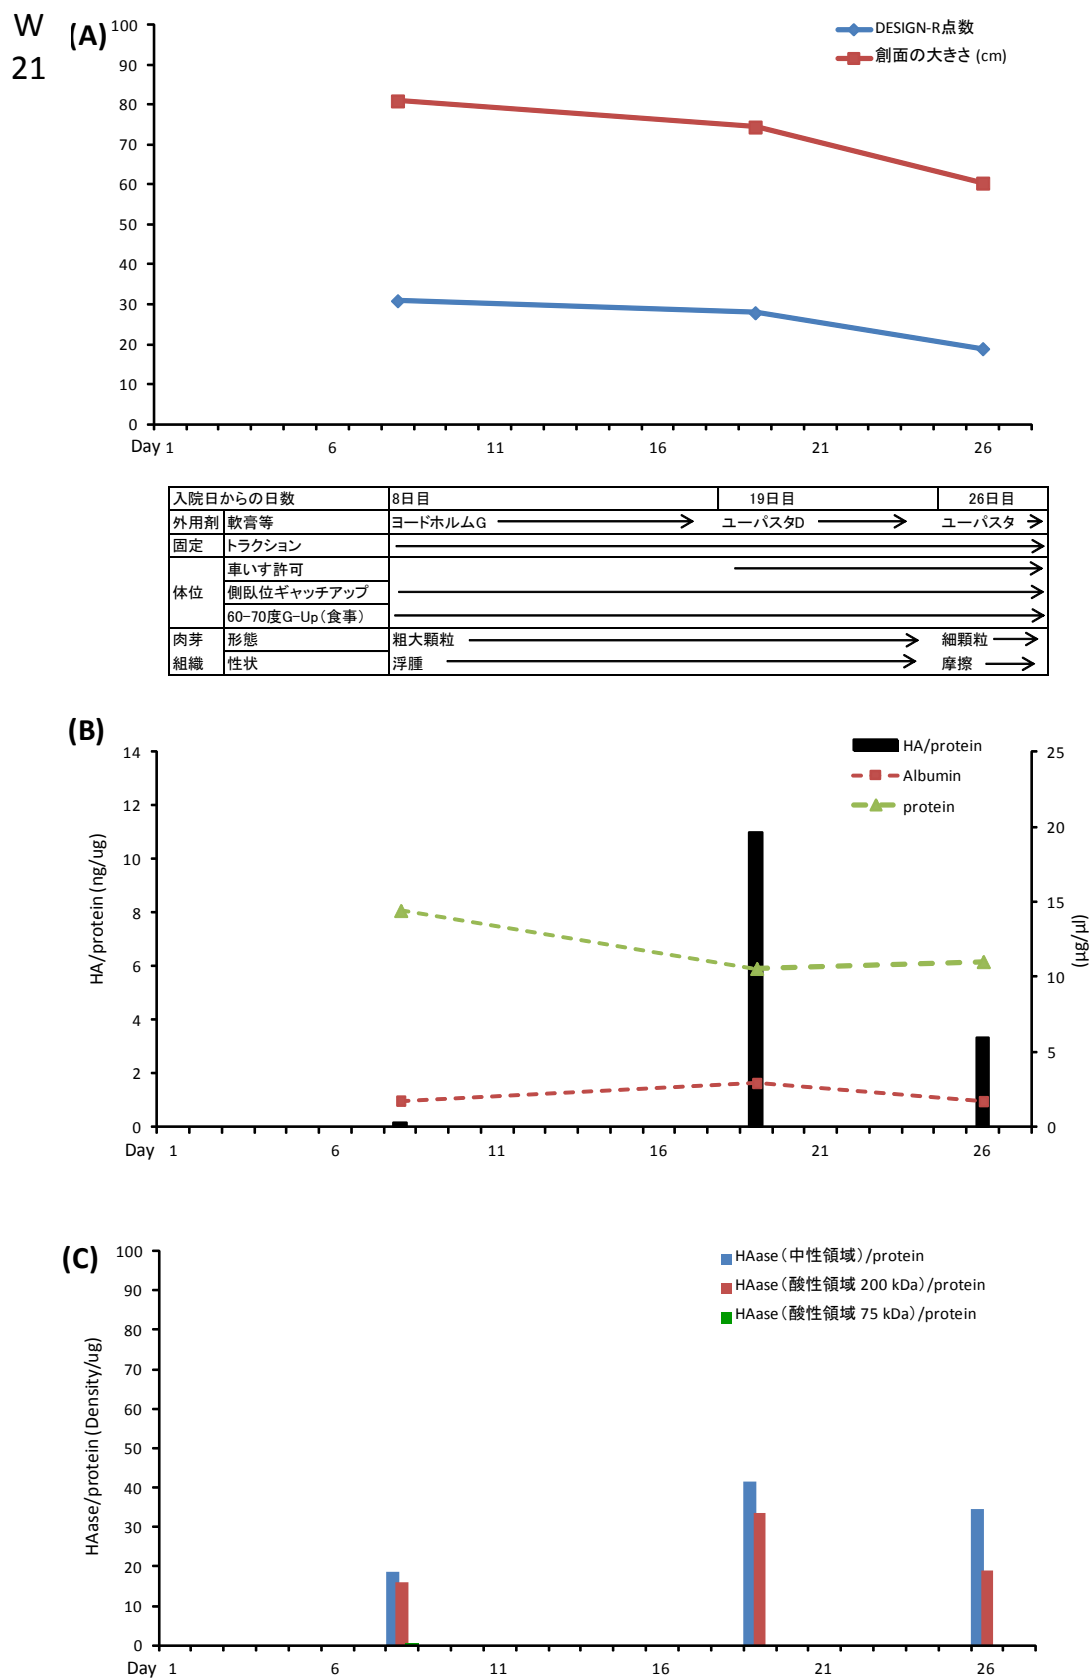 W
21
(A)
DESIGN-R点数
創面の大きさ (cm)
100
90
80
70
60
50
40
30
20
10
0
Day 1 6 11 16 21 26
入院日からの日数 8日目 19日目 26日目
外用剤 軟膏等 ヨードホルムG ユーパスタD ユーパスタ
固定 トラクション
体位 車いす許可
側臥位ギャッチアップ
60-70度G-Up(食事)
肉芽 形態 粗大顆粒 細顆粒
組織 性状 浮腫 摩擦
(B)
HA/protein
Albumin
protein
HA/protein (ng/ug)
14
12
10
8
6
4
2
0
25
20
15
10
5
0
(µg/µl)
Day 1 6 11 16 21 26
(C)
HAase(中性領域)/protein
HAase(酸性領域 200 kDa)/protein
HAase(酸性領域 75 kDa)/protein
HAase/protein (Density/ug)
100
90
80
70
60
50
40
30
20
10
0
Day 1 6 11 16 21 26